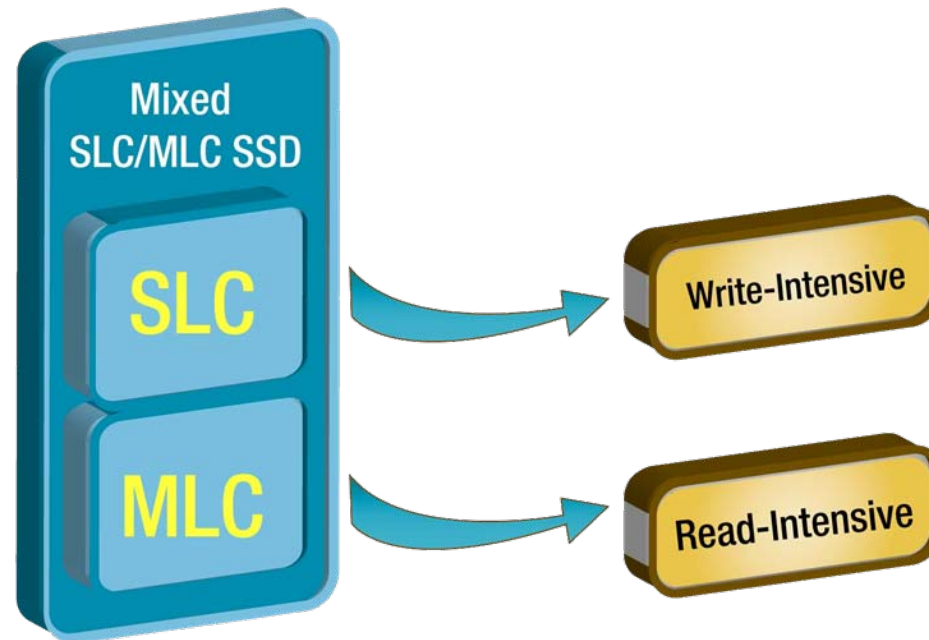 Mixed
SLC/MLC SSD
SLC
Write-Intensive
MLC
Read-Intensive